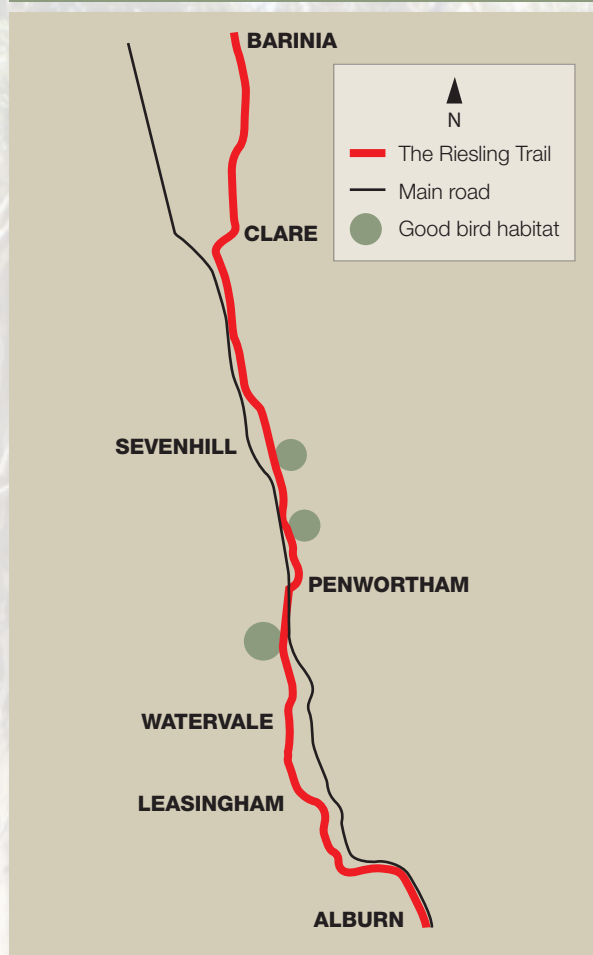 BARINIA
N
The Riesling Trail
Main road
Good bird habitat
CLARE
SEVENHILL
PENWORTHAM
WATERVALE
LEASINGHAM
ALBURN